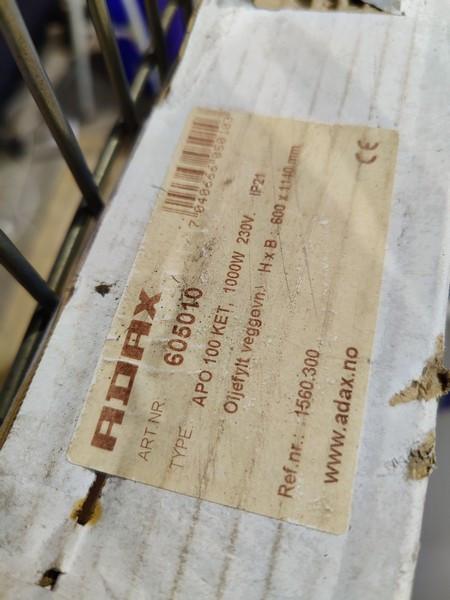 ADAX
ART.NR. 605010
TYPE: APO 100 KET, 1000W 230V. IP21
Oljefylt veggovn. H x B : 600 x 1140 mm
Ref.nr.: 1560.300
www.adax.no
CE